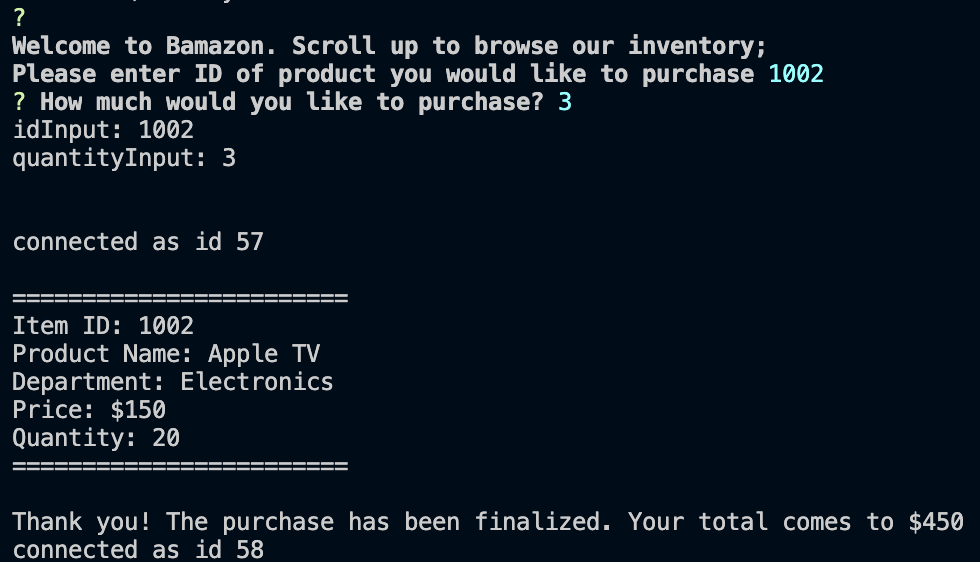 ?
Welcome to Bamazon. Scroll up to browse our inventory;
Please enter ID of product you would like to purchase 1002
? How much would you like to purchase? 3
idInput: 1002
quantityInput: 3
connected as id 57
========================
Item ID: 1002
Product Name: Apple TV
Department: Electronics
Price: $150
Quantity: 20
========================
Thank you! The purchase has been finalized. Your total comes to $450
connected as id 58